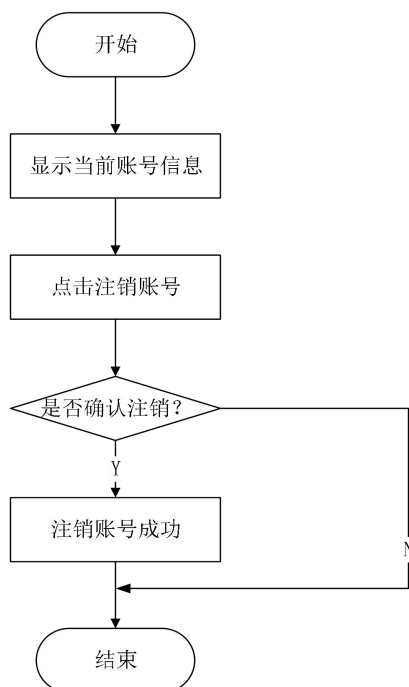 开始
显示当前账号信息
点击注销账号
是否确认注销？
Y
注销账号成功
N
结束